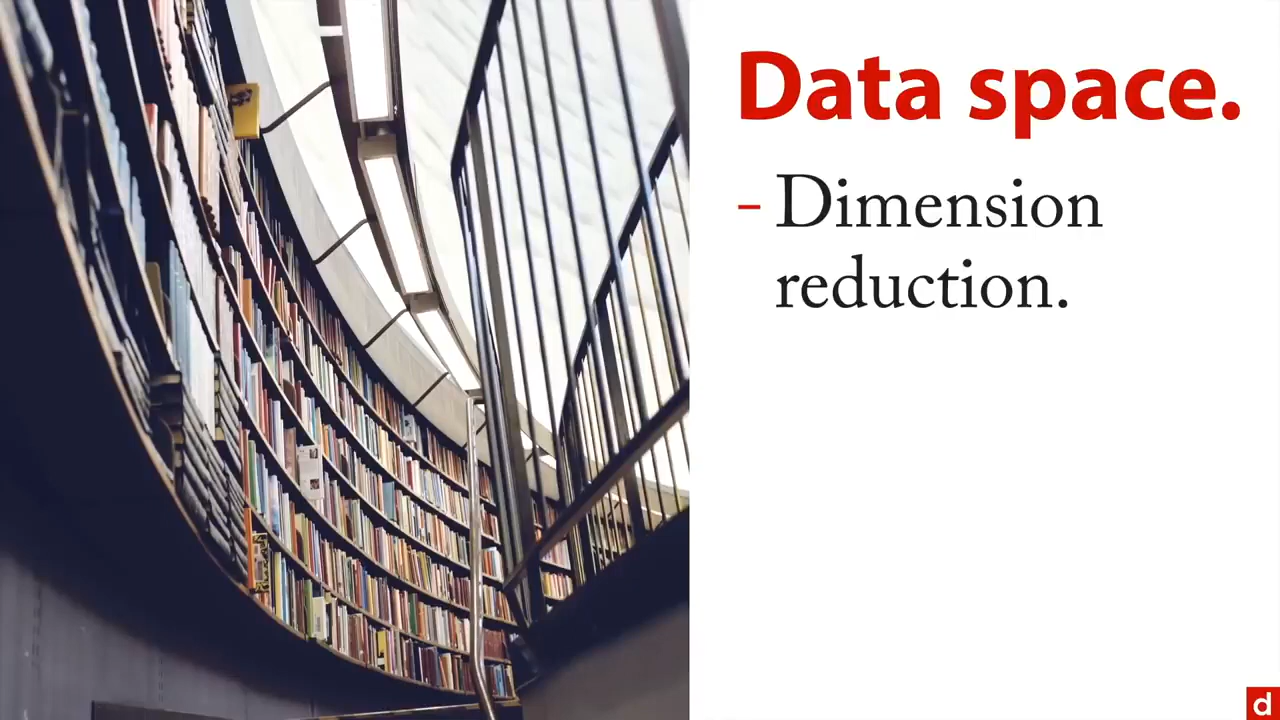 Data space.
- Dimension
reduction.
d